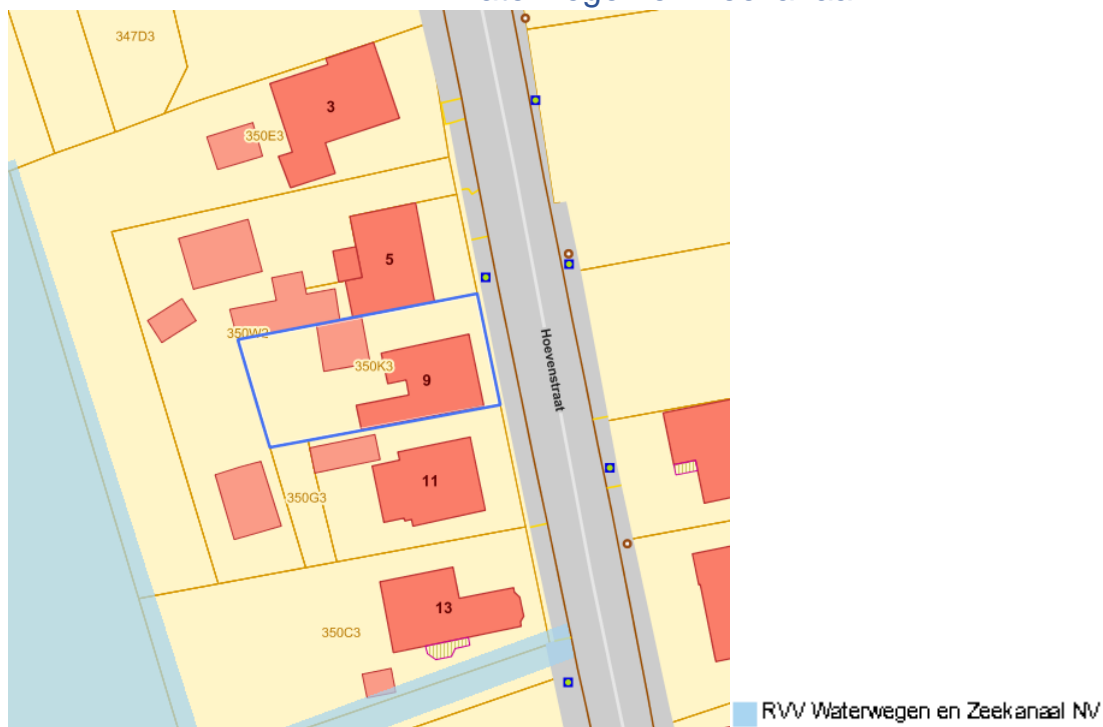 347D3
3
350E3
5
350W2
350K3
9
Hoevenstraat
11
350G3
13
350C3
RVV Waterwegen en Zeekanaal NV